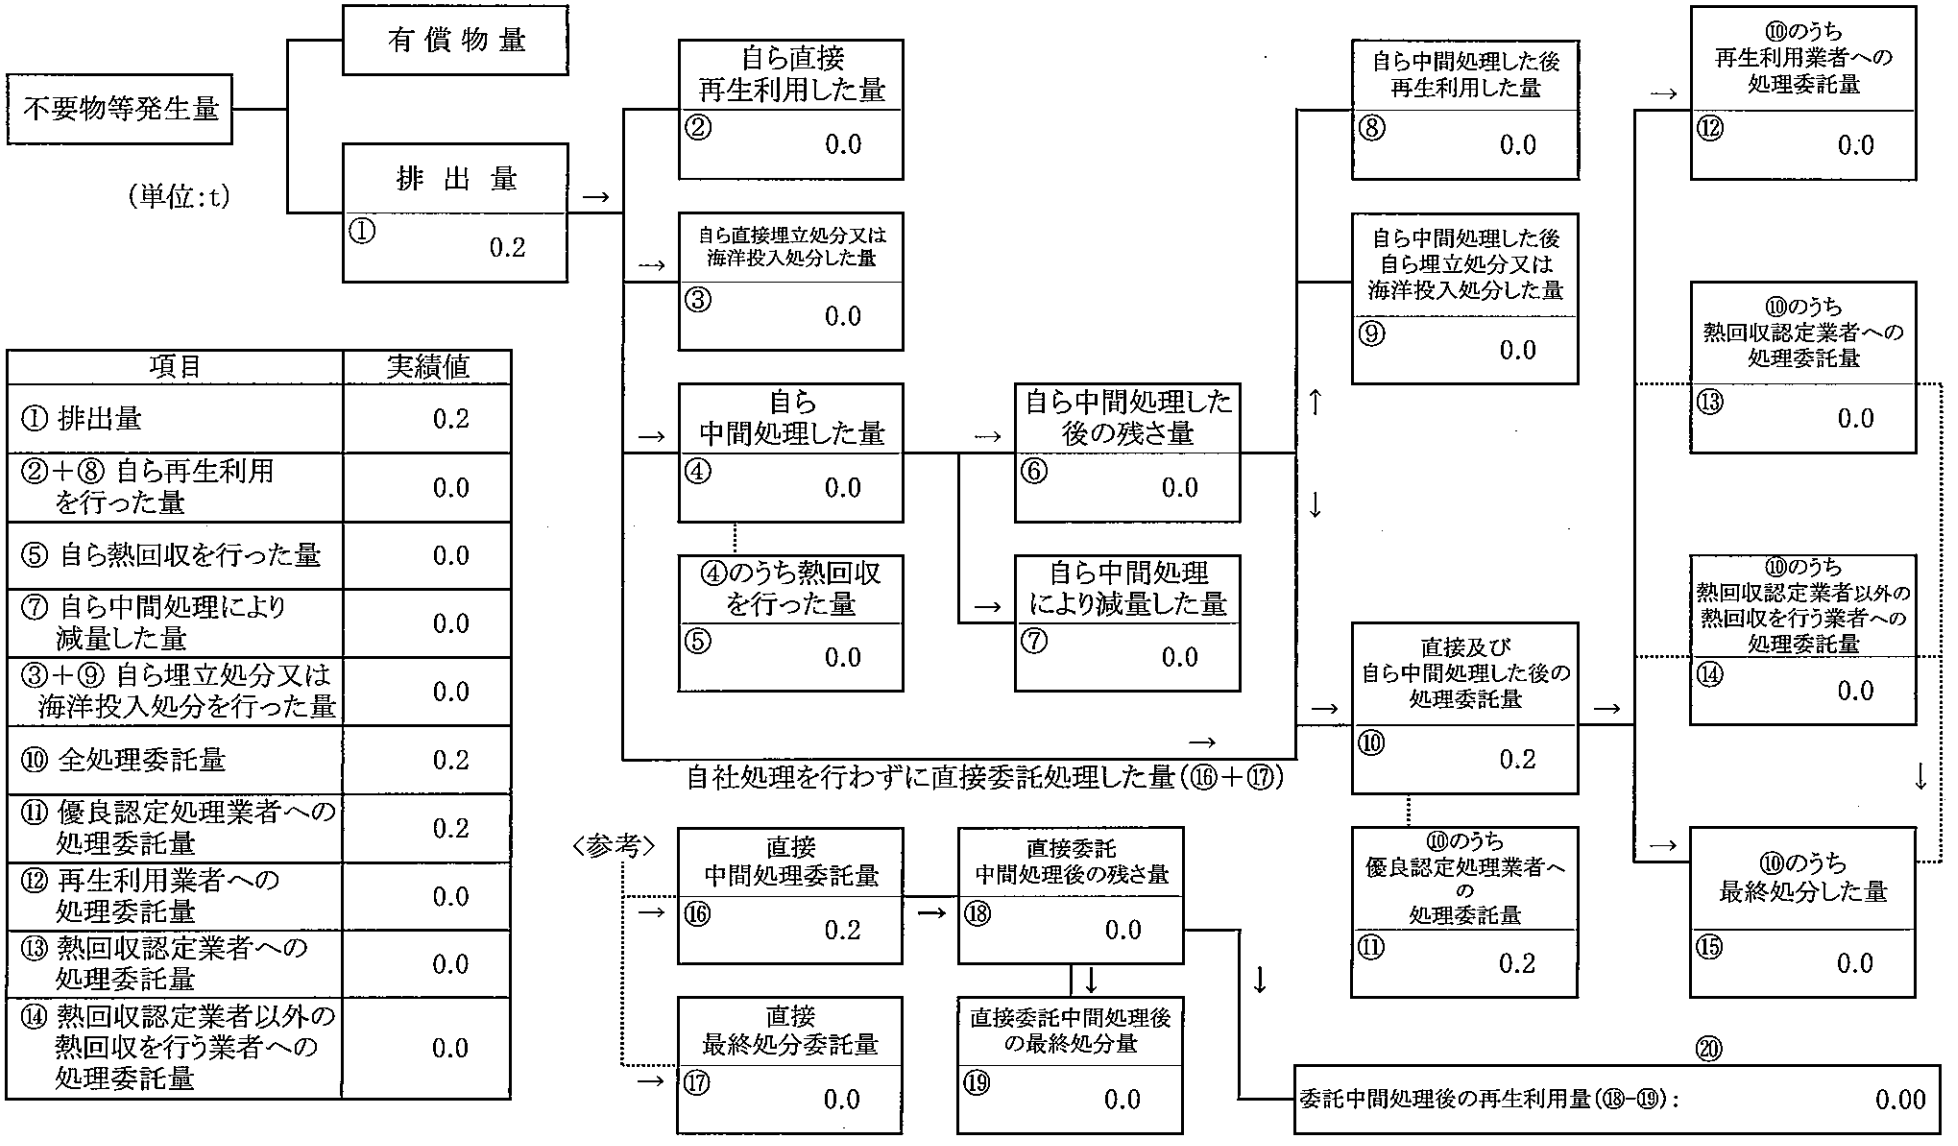 有償物量
不要物等発生量
(単位:t)
排出量
①
0.2
→
自ら直接
再生利用した量
②
0.0
→
自ら直接埋立処分又は
海洋投入処分した量
③
0.0
→
自ら
中間処理した量
④
0.0
④のうち熱回収
を行った量
⑤
0.0
→
自ら中間処理した
後の残さ量
⑥
0.0
→
自ら中間処理
により減量した量
⑦
0.0
→
自社処理を行わずに直接委託処理した量(⑯+⑰)
↑
↓
自ら中間処理した後
再生利用した量
⑧
0.0
自ら中間処理した後
自ら埋立処分又は
海洋投入処分した量
⑨
0.0
→
直接及び
自ら中間処理した後の
処理委託量
⑩
0.2
→
⑩のうち
優良認定処理業者へ
の
処理委託量
⑪
0.2
→
⑩のうち
再生利用業者への
処理委託量
⑫
0.0
⑩のうち
熱回収認定業者への
処理委託量
⑬
0.0
⑩のうち
熱回収認定業者以外の
熱回収を行う業者への
処理委託量
⑭
0.0
↓
→
⑩のうち
最終処分した量
⑮
0.0
項目 実績値
① 排出量 0.2
②+⑧ 自ら再生利用
を行った量
0.0
⑤ 自ら熱回収を行った量 0.0
⑦ 自ら中間処理により
減量した量
0.0
③+⑨ 自ら埋立処分又は
海洋投入処分を行った量
0.0
⑩ 全処理委託量 0.2
⑪ 優良認定処理業者への
処理委託量
0.2
⑫ 再生利用業者への
処理委託量
0.0
⑬ 熱回収認定業者への
処理委託量
0.0
⑭ 熱回収認定業者以外の
熱回収を行う業者への
処理委託量
0.0
<参考>
→
直接
中間処理委託量
⑯
0.2
→
直接委託
中間処理後の残さ量
⑱
0.0
↓
↓
→
直接
最終処分委託量
⑰
0.0
直接委託中間処理後
の最終処分量
⑲
0.0
⑳
委託中間処理後の再生利用量(⑱-⑲): 0.00